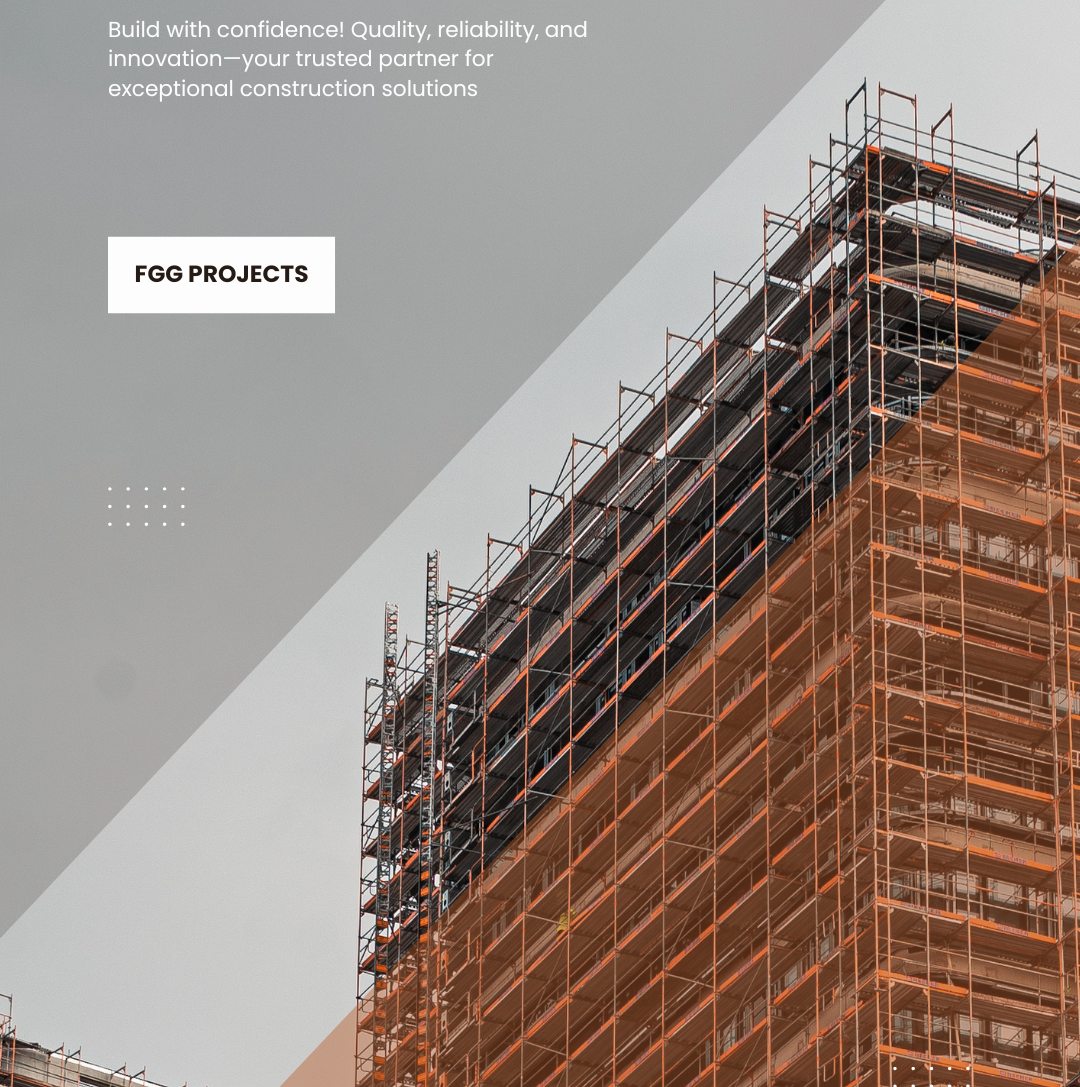 Build with confidence! Quality, reliability, and
innovation—your trusted partner for
exceptional construction solutions
FGG PROJECTS